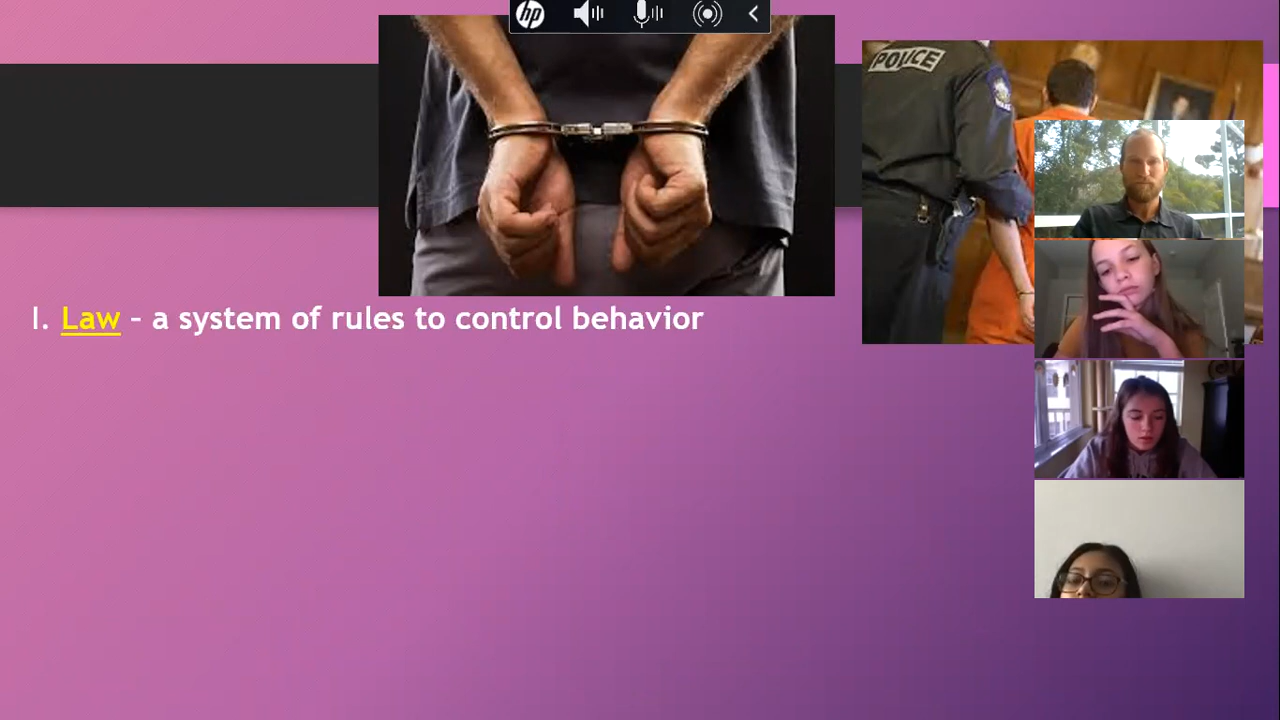 hp
POLICE
I. Law - a system of rules to control behavior